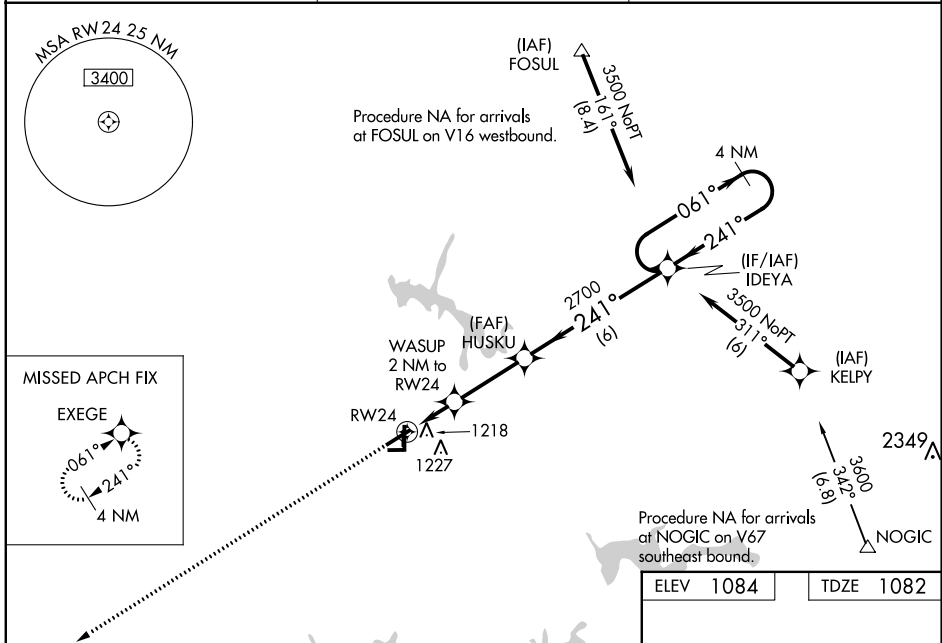 MSA RW24 25 NM
3400
(IAF)
FOSUL
3500 NoPT
161°
(8.4)
Procedure NA for arrivals
at FOSUL on V16 westbound.
4 NM
061°
241°
(IF/IAF)
IDEYA
2700
241°
(6)
3500 NoPT
311°
(6)
(IAF)
KELPY
(FAF)
HUSKU
WASUP
2 NM to
RW24
RW24
1218
1227
MISSED APCH FIX
EXEGE
061°
241°
4 NM
2349
3600
342°
(6.8)
NOGIC
Procedure NA for arrivals
at NOGIC on V67
southeast bound.
ELEV 1084
TDZE 1082